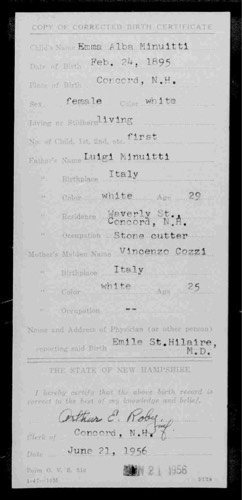 COPY OF CORRECTED BIRTH CERTIFICATE
Child's Name Emma Alba Minuitti
Date of Birth Feb. 24, 1895
Place of Birth Concord, N.H.
Sex female Color white
Living or Stillborn living
No. of Child, 1st, 2nd, etc. first
Father's Name Luigi Minuitti
" Birthplace Italy
" Color white Age 29
" Residence Waverly St., Concord, N.H.
" Occupation Stone cutter
Mother's Maiden Name Vincenzo Cozzi
" Birthplace Italy
" Color white Age 25
" Occupation --
Name and Address of Physician (or other person)
reporting said Birth Emile St.Hilaire, M.D.
THE STATE OF NEW HAMPSHIRE
I hereby certify that the above birth record is
correct to the best of my knowledge and belief.
Arthur E. Roby
Clerk of Concord, N.H.
Date June 21, 1956
JUN 21 1956